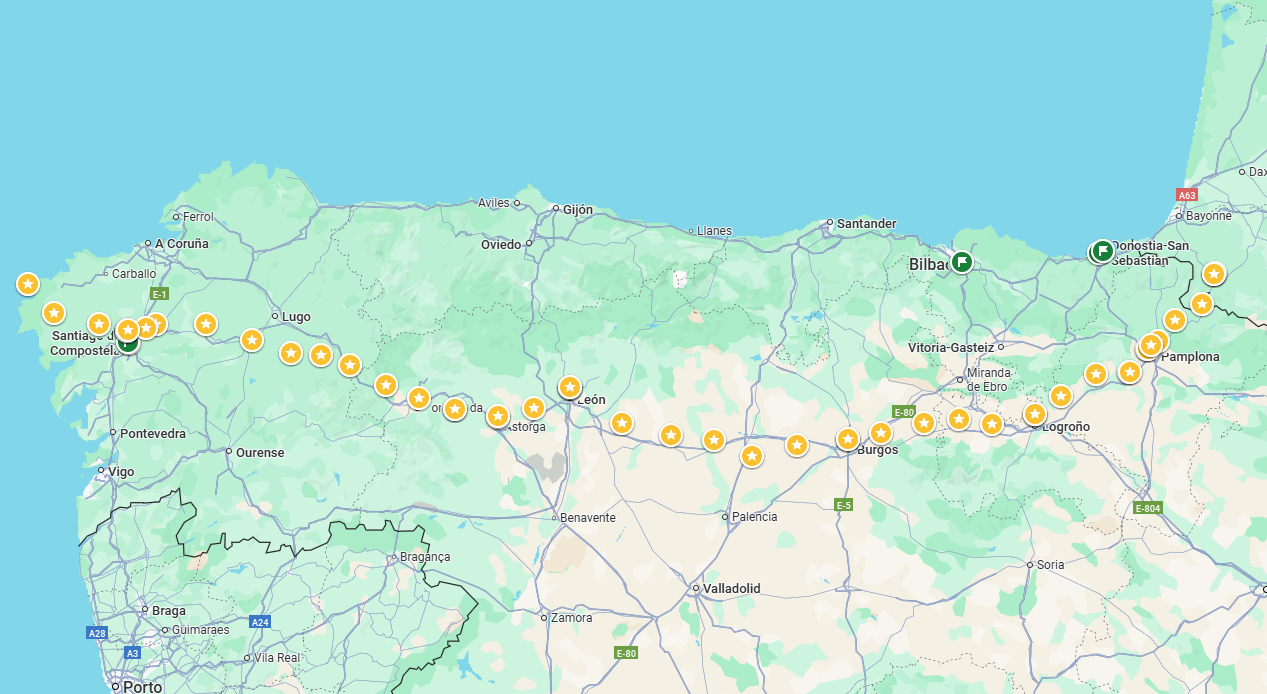 Dax
A63
Bayonne
Aviles
Gijón
Ferrol
Santander
Llanes
A Coruña
Oviedo
Donostia-San
Sebastián
Bilbao
Carballo
E-1
Lugo
Santiago de
Compostela
Vitoria-Gasteiz
Pamplona
Miranda
de Ebro
León
E-80
Astorga
Logroño
Pontevedra
Burgos
Ourense
Vigo
E-5
E-804
Benavente
Palencia
Bragança
Soria
Valladolid
Braga
Zamora
A24
A28
Guimaraes
A3
E-80
Vila Real
Porto